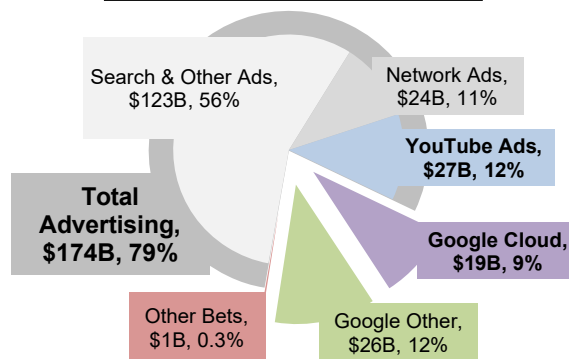 Search & Other Ads,
$123B, 56%
Network Ads,
$24B, 11%
YouTube Ads,
$27B, 12%
Total
Advertising,
$174B, 79%
Google Cloud,
$19B, 9%
Other Bets,
$1B, 0.3%
Google Other,
$26B, 12%